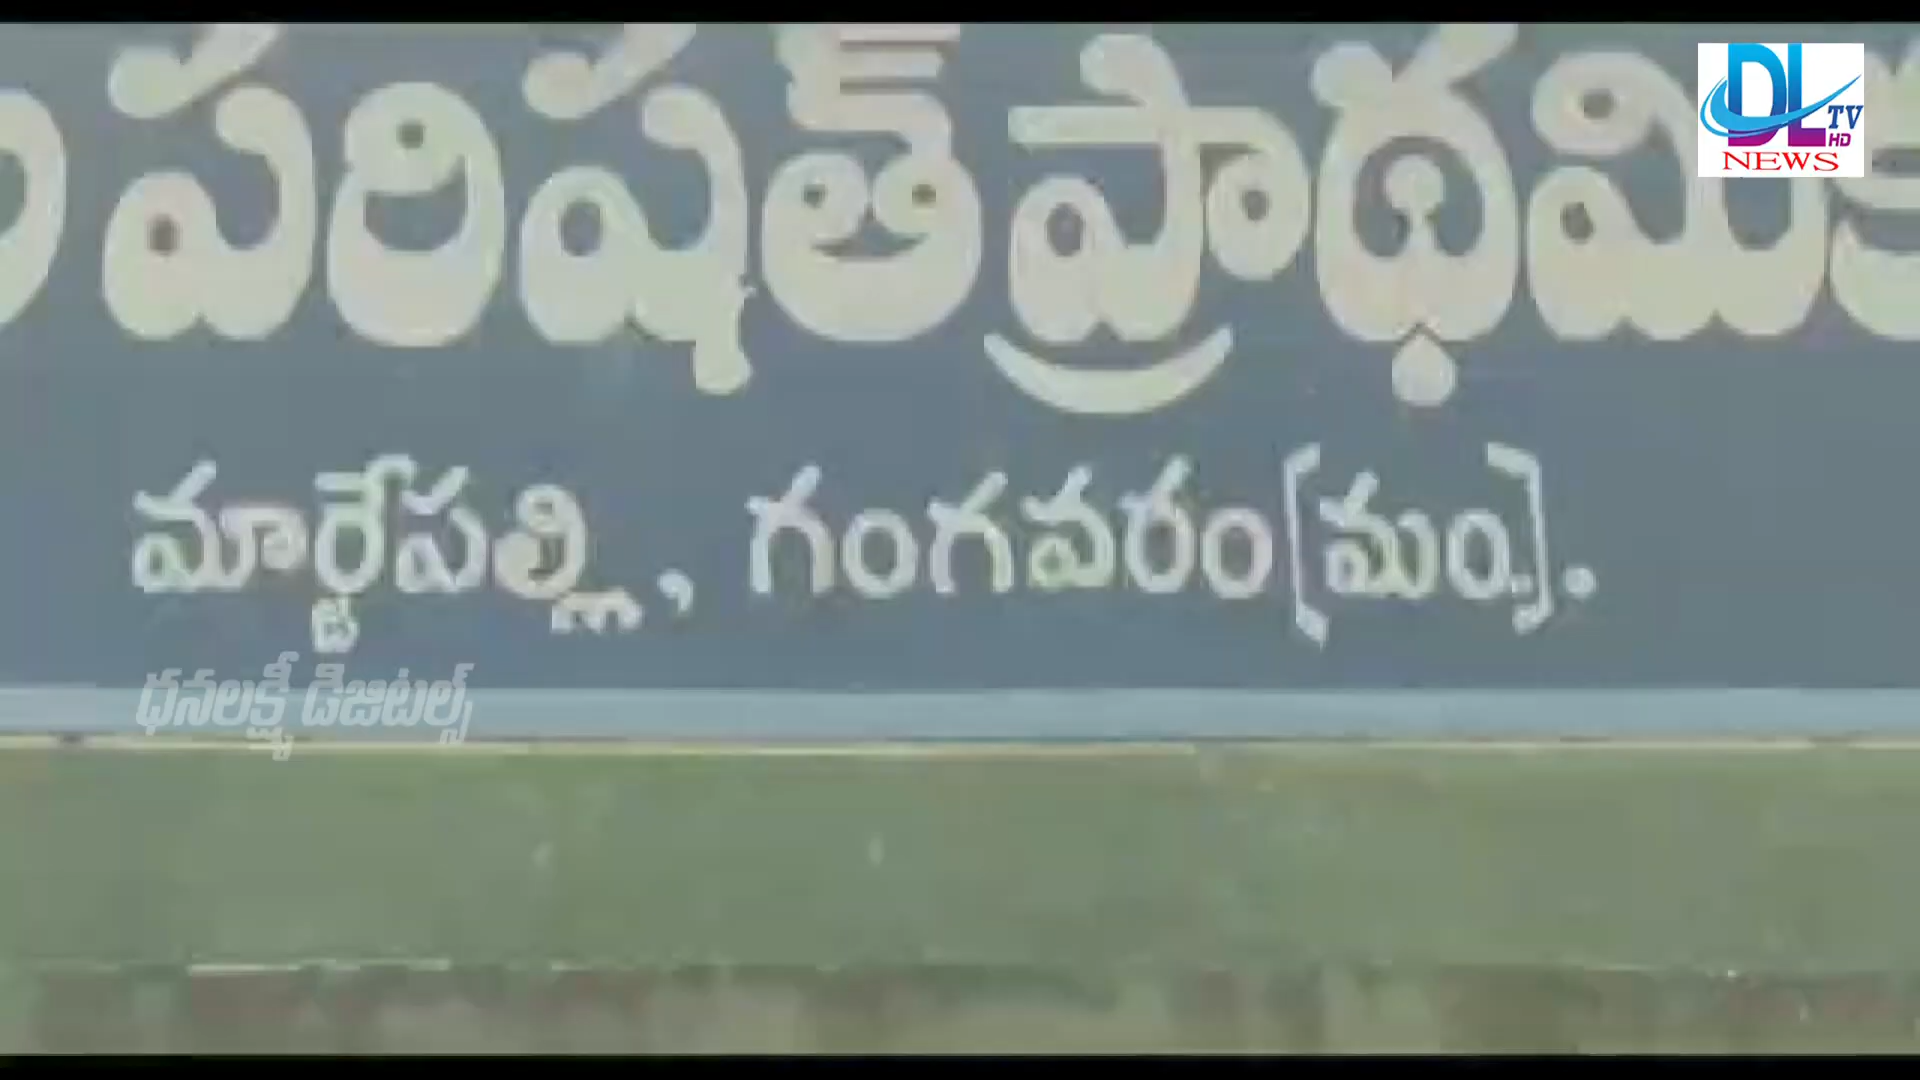 పరిషత్ ప్రాథమిక
మార్టేపల్లి, గంగవరం(మం).
ధనలక్ష్మీ డిజిటల్స్
DL TV HD
NEWS